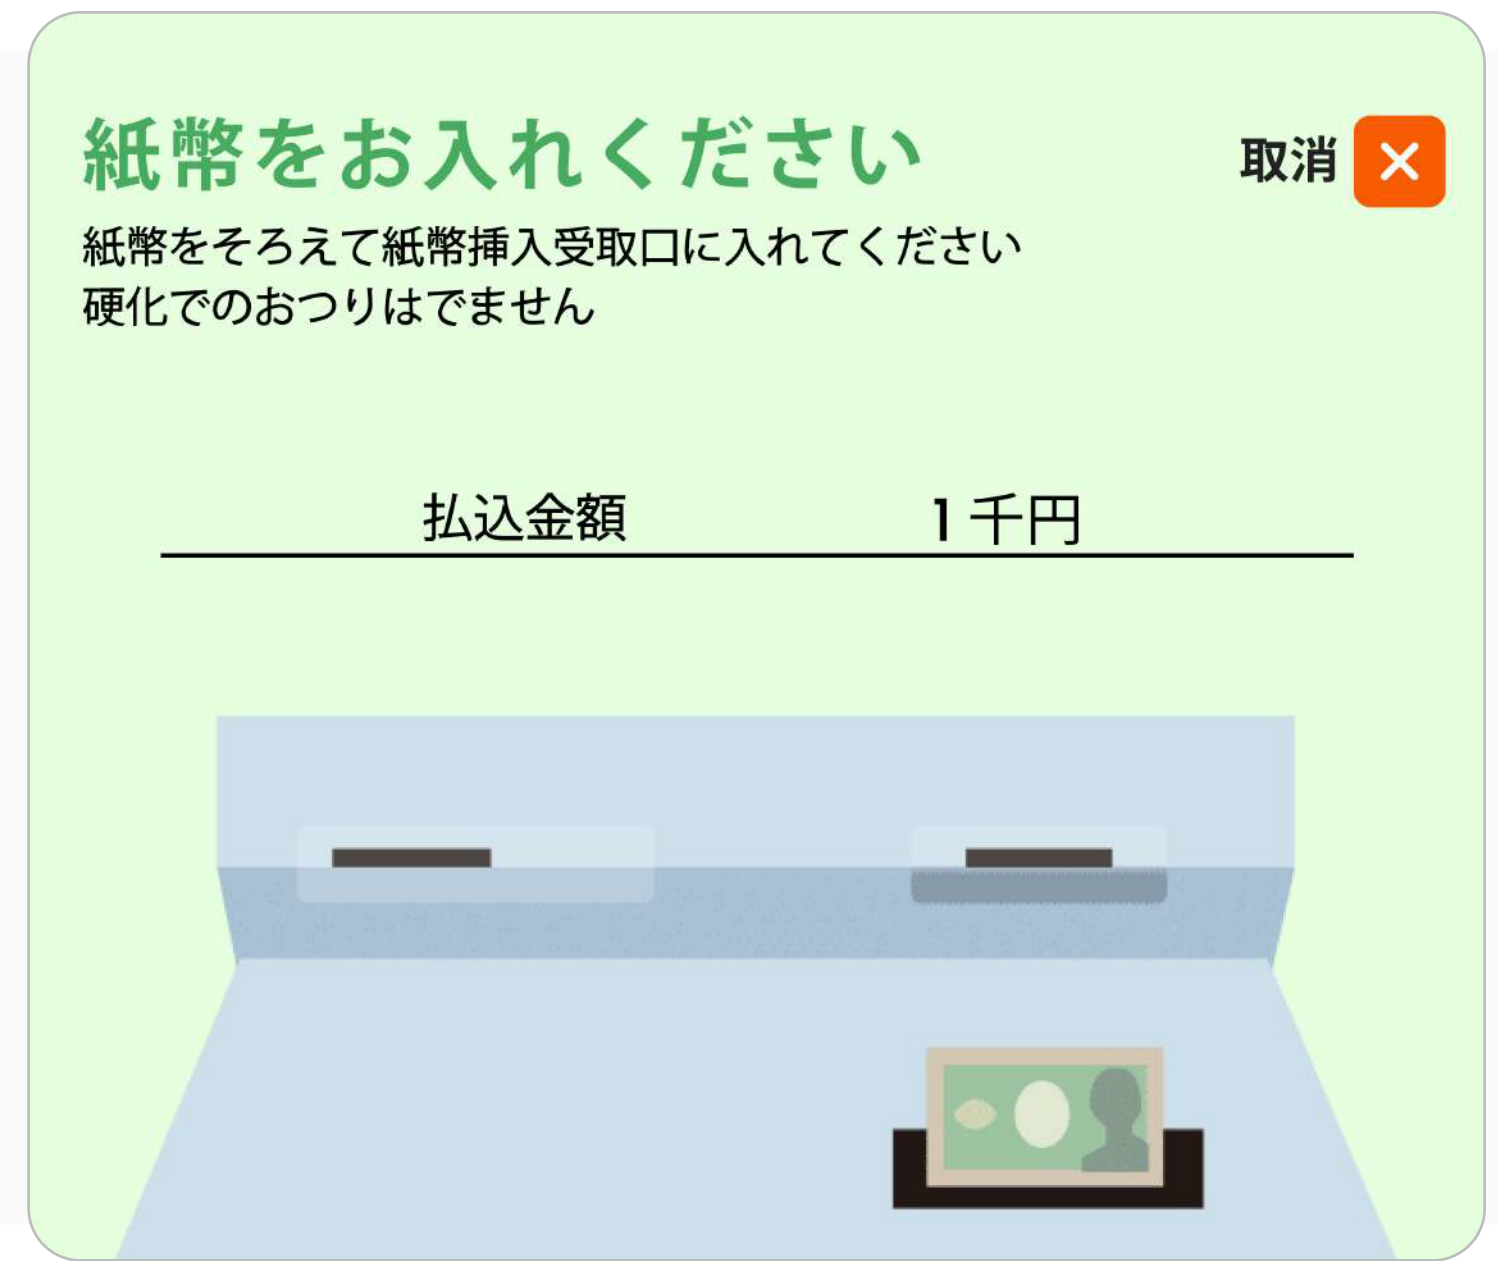 紙幣をお入れください
取消
紙幣をそろえて紙幣挿入受取口に入れてください
硬化でのおつりはでません
払込金額 1千円